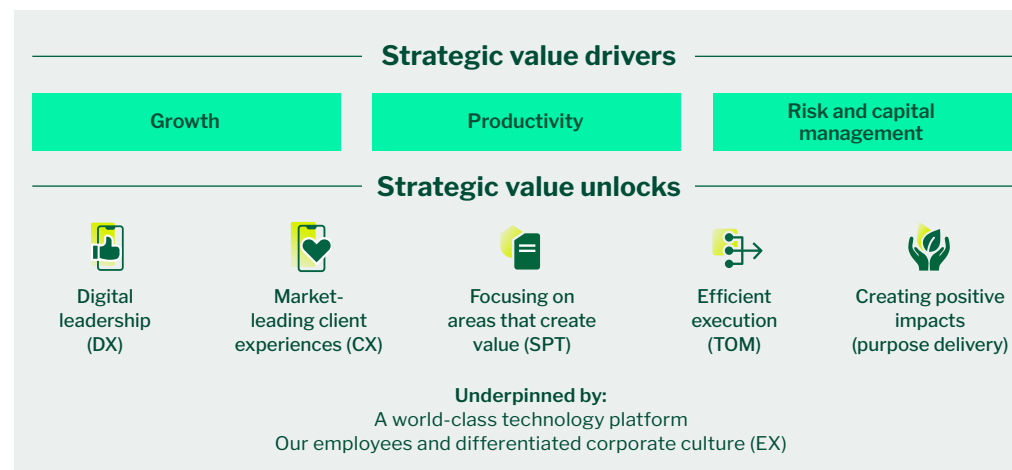 Strategic value drivers
Growth
Productivity
Risk and capital
management
Strategic value unlocks
Digital
leadership
(DX)
Market-
leading client
experiences (CX)
Focusing on
areas that create
value (SPT)
Efficient
execution
(TOM)
Creating positive
impacts
(purpose delivery)
Underpinned by:
A world-class technology platform
Our employees and differentiated corporate culture (EX)